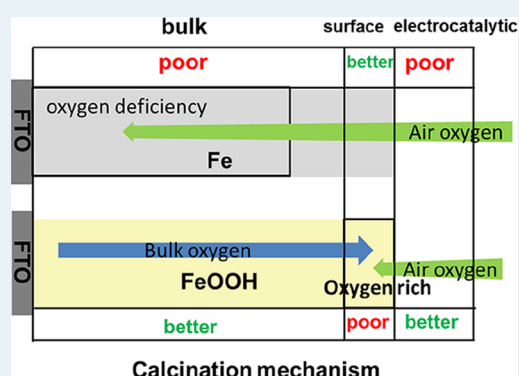 bulk surface electrocatalytic
poor better poor
FTO
oxygen deficiency
Air oxygen
Fe
FTO
Bulk oxygen
Air oxygen
FeOOH
Oxygen rich
better poor better
Calcination mechanism